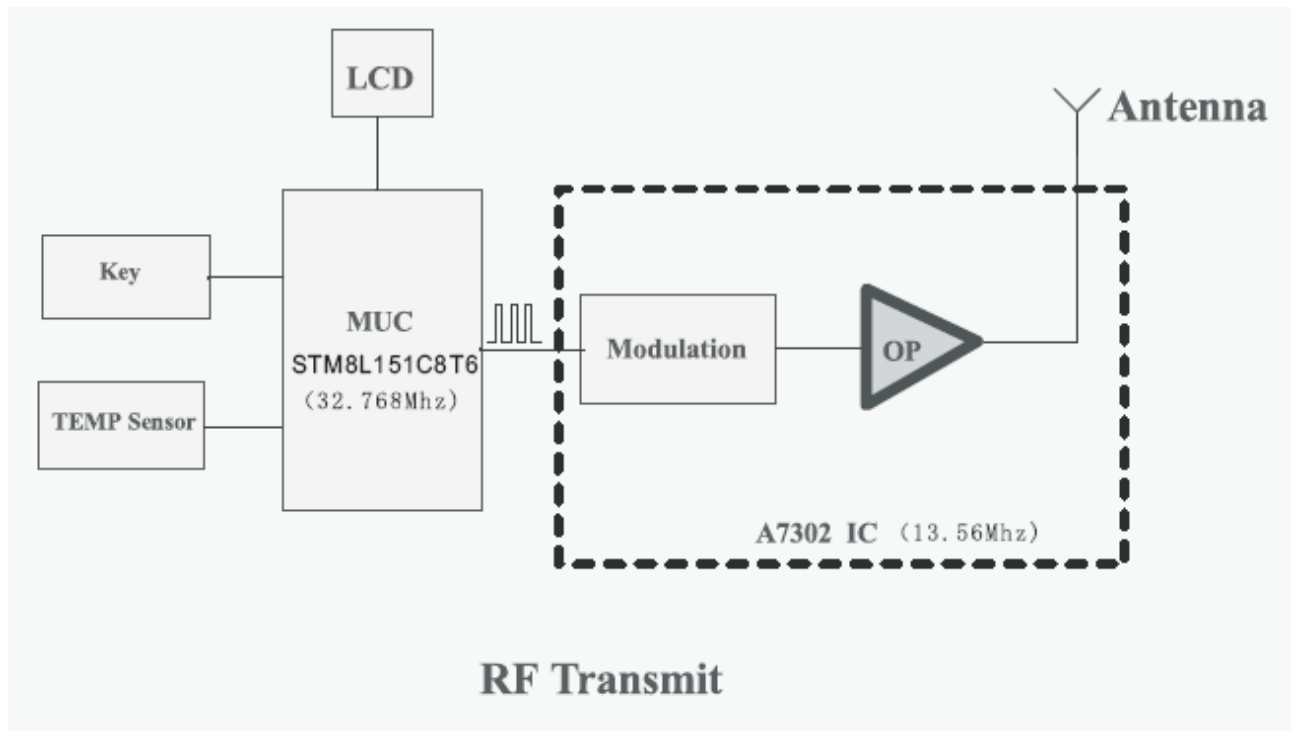 LCD
Antenna
Key
MUC
STM8L151C8T6
(32.768Mhz)
Modulation
OP
TEMP Sensor
A7302 IC (13.56Mhz)
RF Transmit